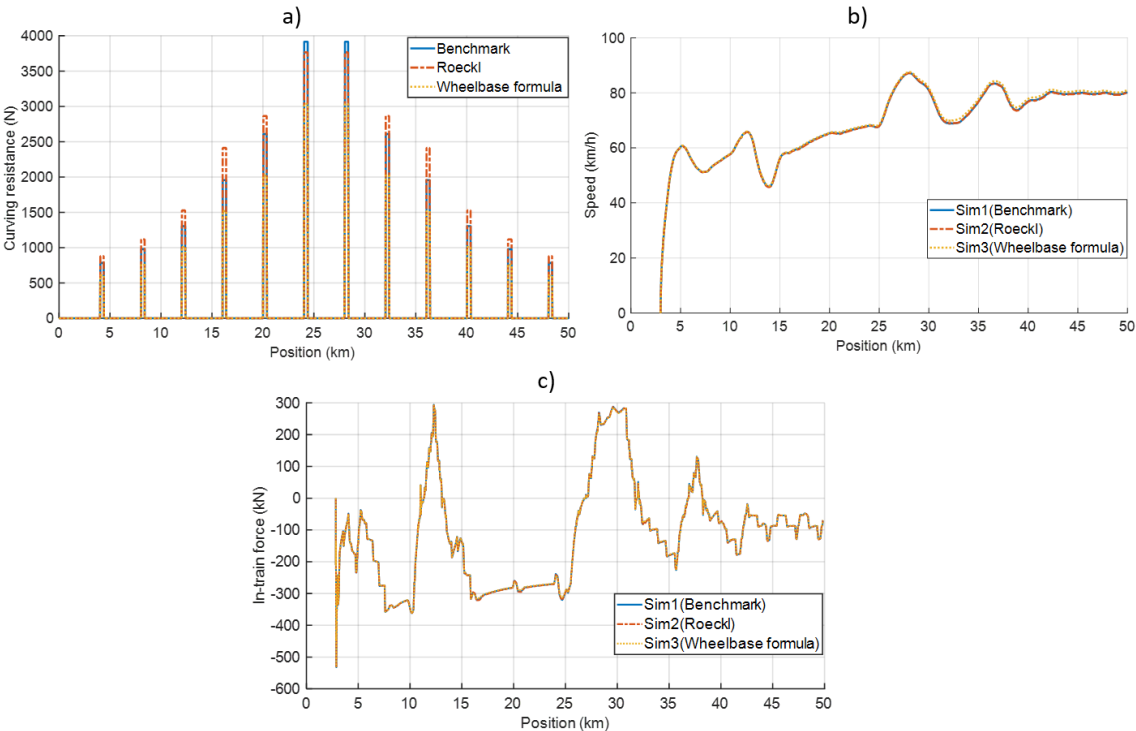 a)
4000
3500
3000
2500
2000
1500
1000
500
0
Curving resistance (N)
Benchmark
Roeckl
Wheelbase formula
0 5 10 15 20 25 30 35 40 45 50
Position (km)
b)
100
80
60
40
20
0
Speed (km/h)
Sim1(Benchmark)
Sim2(Roeckl)
Sim3(Wheelbase formula)
0 5 10 15 20 25 30 35 40 45 50
Position (km)
c)
300
200
100
0
-100
-200
-300
-400
-500
-600
In-train force (kN)
Sim1(Benchmark)
Sim2(Roeckl)
Sim3(Wheelbase formula)
0 5 10 15 20 25 30 35 40 45 50
Position (km)